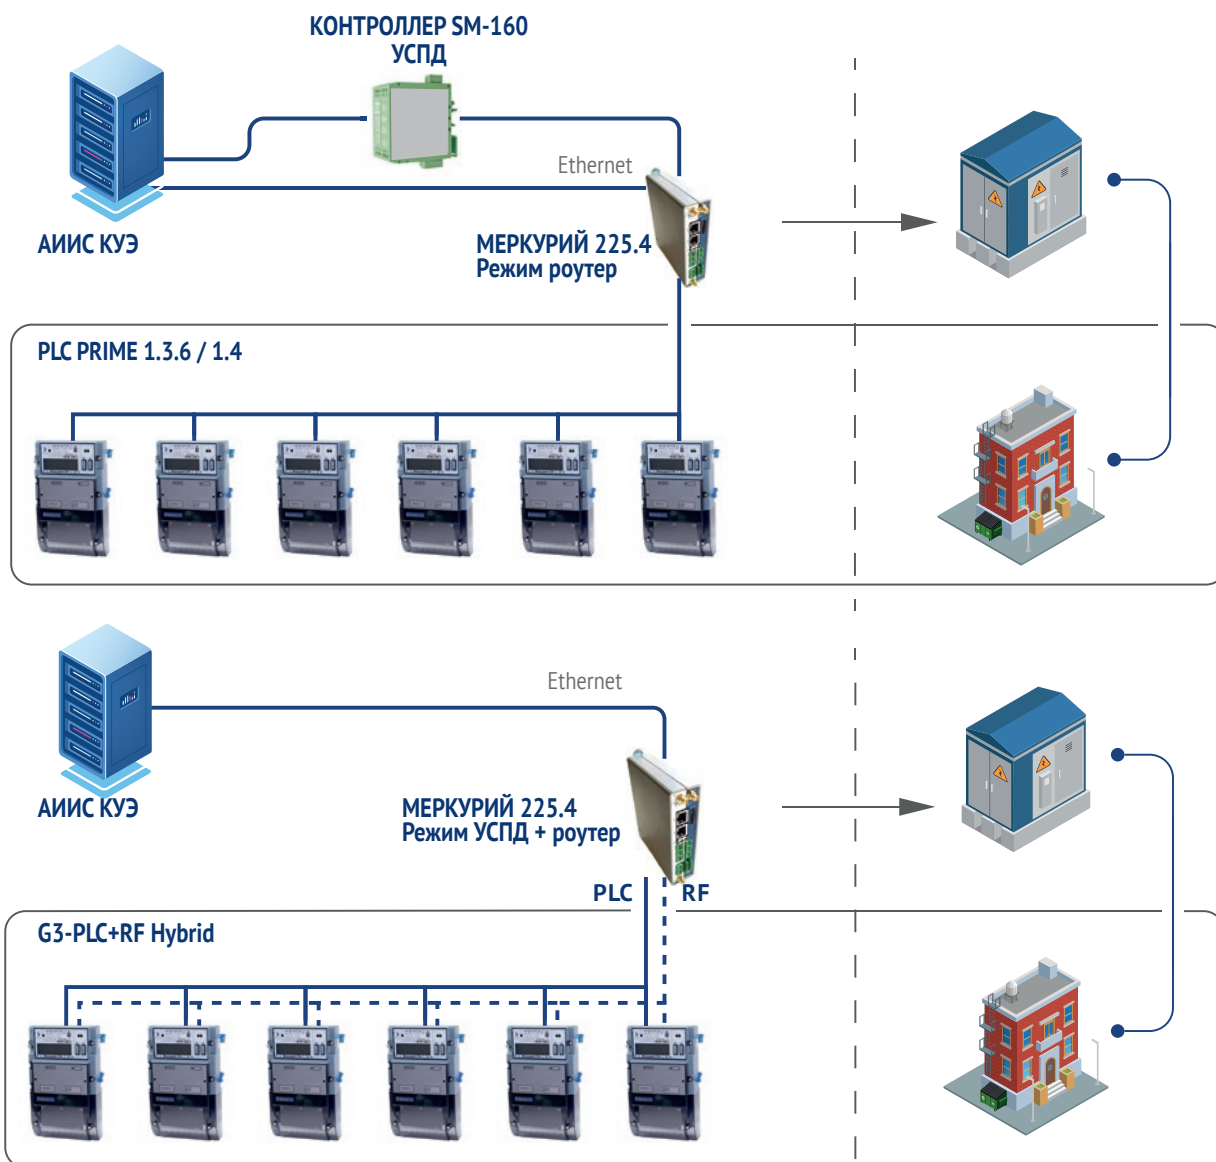 КОНТРОЛЛЕР SM-160
УСПД
Ethernet
АИИС КУЭ
МЕРКУРИЙ 225.4
Режим роутер
PLC PRIME 1.3.6 / 1.4
Ethernet
АИИС КУЭ
МЕРКУРИЙ 225.4
Режим УСПД + роутер
PLC
RF
G3-PLC+RF Hybrid